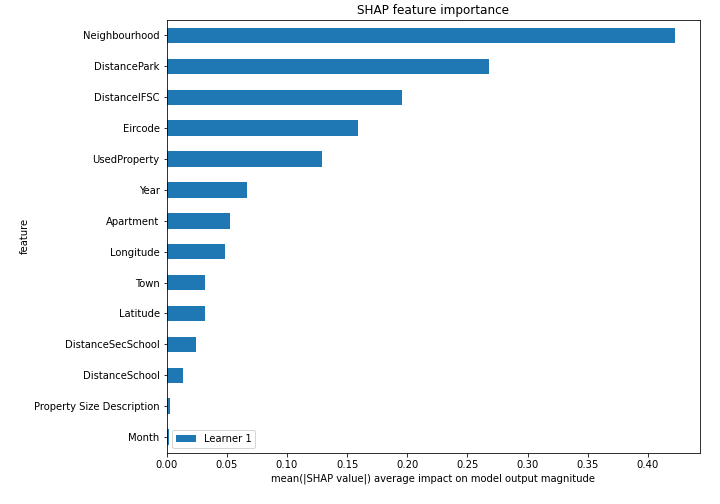 SHAP feature importance
Neighbourhood
DistancePark
DistanceIFSC
Eircode
UsedProperty
Year
Apartment
Longitude
Town
Latitude
DistanceSecSchool
DistanceSchool
Property Size Description
Month
feature
Learner 1
0.00 0.05 0.10 0.15 0.20 0.25 0.30 0.35 0.40
mean(|SHAP value|) average impact on model output magnitude